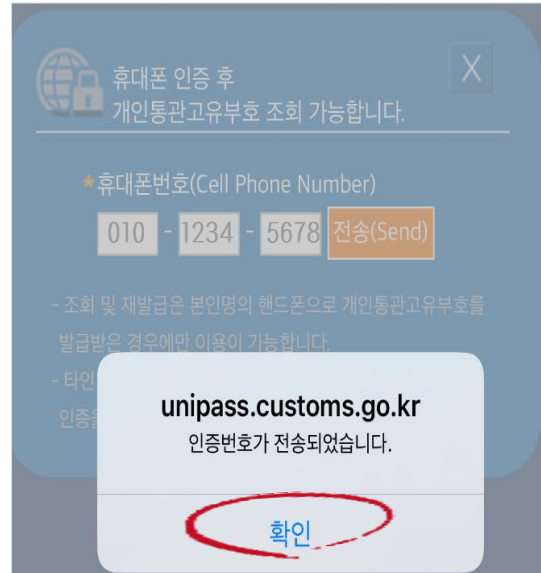 휴대폰 인증 후
개인통관고유부호 조회 가능합니다.
X
*휴대폰번호(Cell Phone Number)
010 - 1234 - 5678 전송(Send)
- 조회 및 재발급은 본인명의 핸드폰으로 개인통관고유부호를
발급받은 경우에만 이용이 가능합니다.
- 타인
인증을
unipass.customs.go.kr
인증번호가 전송되었습니다.
확인